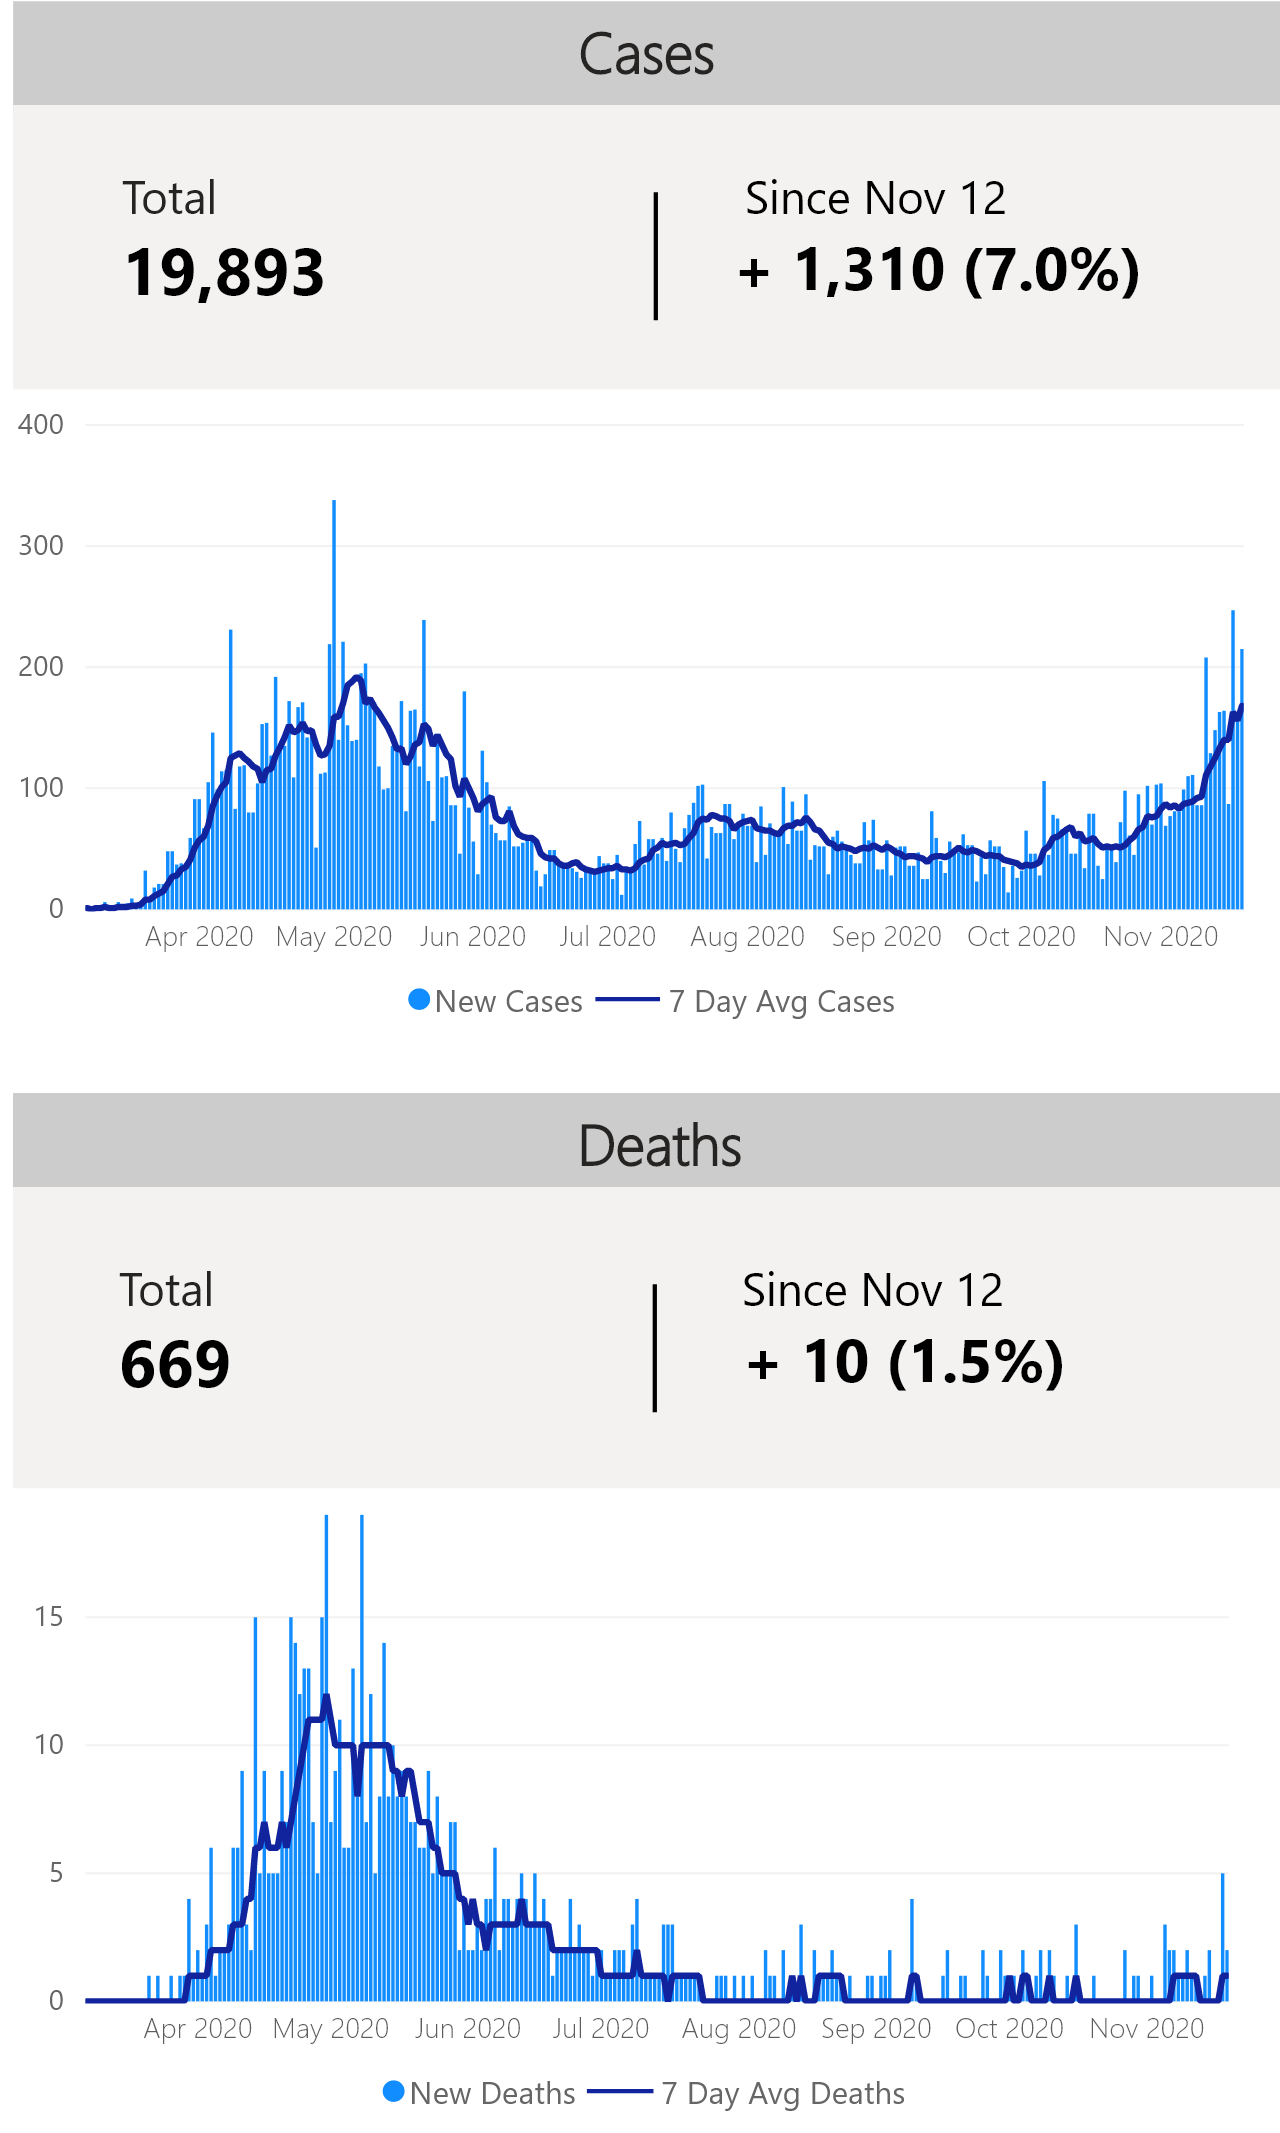 Cases
Total
19,893
Since Nov 12
+ 1,310 (7.0%)
400
300
200
100
0
Apr 2020 May 2020 Jun 2020 Jul 2020 Aug 2020 Sep 2020 Oct 2020 Nov 2020
New Cases 7 Day Avg Cases
Deaths
Total
669
Since Nov 12
+ 10 (1.5%)
15
10
5
0
Apr 2020 May 2020 Jun 2020 Jul 2020 Aug 2020 Sep 2020 Oct 2020 Nov 2020
New Deaths 7 Day Avg Deaths